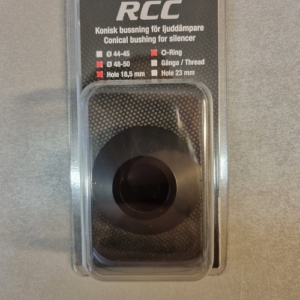 RCC
Konisk bussning för ljuddämpare
Conical bushing for silencer
Ø 44-45
O-Ring
Ø 48-50
Gänga / Thread
Hole 18,5 mm
Hole 23 mm